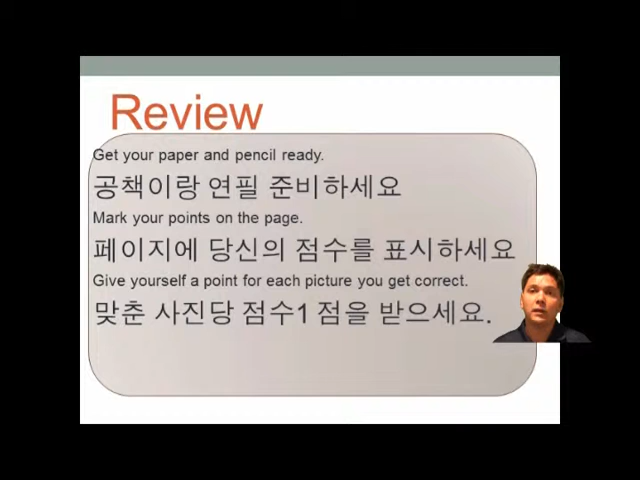 Review
Get your paper and pencil ready.
공책이랑 연필 준비하세요
Mark your points on the page.
페이지에 당신의 점수를 표시하세요
Give yourself a point for each picture you get correct.
맞춘 사진당 점수1 점을 받으세요.